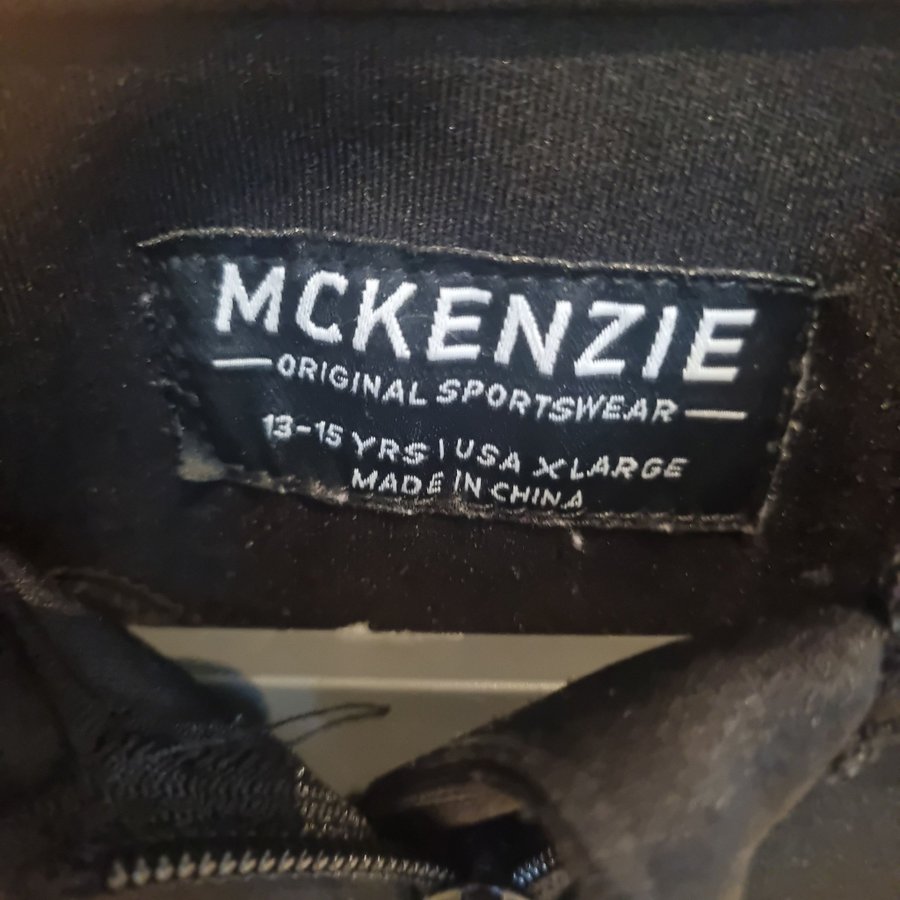 MCKENZIE
ORIGINAL SPORTSWEAR
13-15 YRS | USA XLARGE
MADE IN CHINA